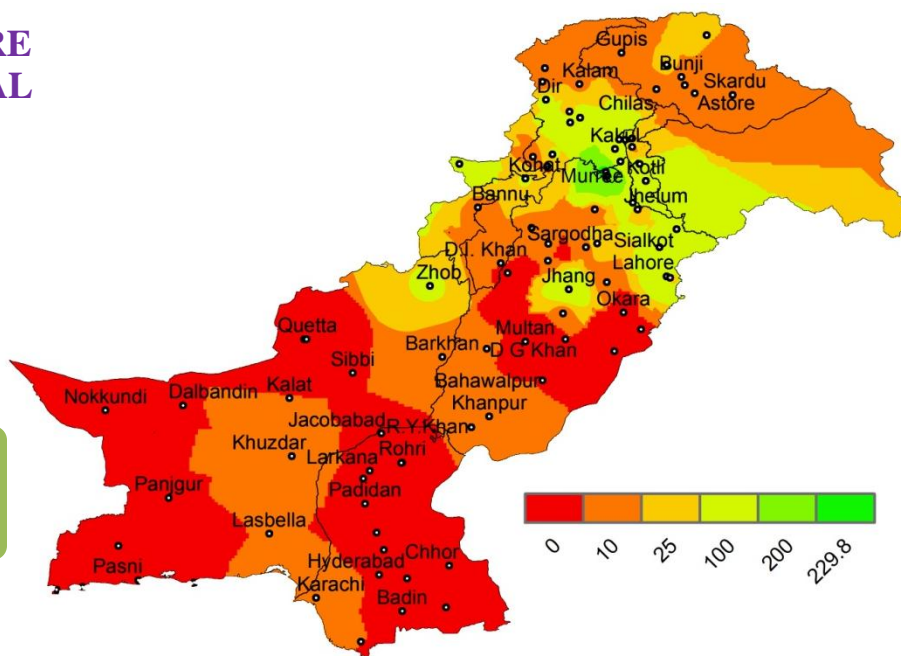 RE
AL
Gupis
Bunji
Kalam
Skardu
Dir
Astore
Chilas
Kakul
Kohat
Kotli
Murree
Bannu
Jhelum
Sargodha
Sialkot
D.I. Khan
Lahore
Zhob
Jhang
Okara
Quetta
Multan
Barkhan
D G Khan
Sibbi
Bahawalpur
Nokkundi
Dalbandin
Kalat
Khanpur
Jacobabad
R.Y.Khan
Khuzdar
Rohri
Larkana
Panjgur
Padidan
Lasbella
Pasni
Hyderabad
Chhor
Karachi
Badin
0
10
25
100
200
229.8